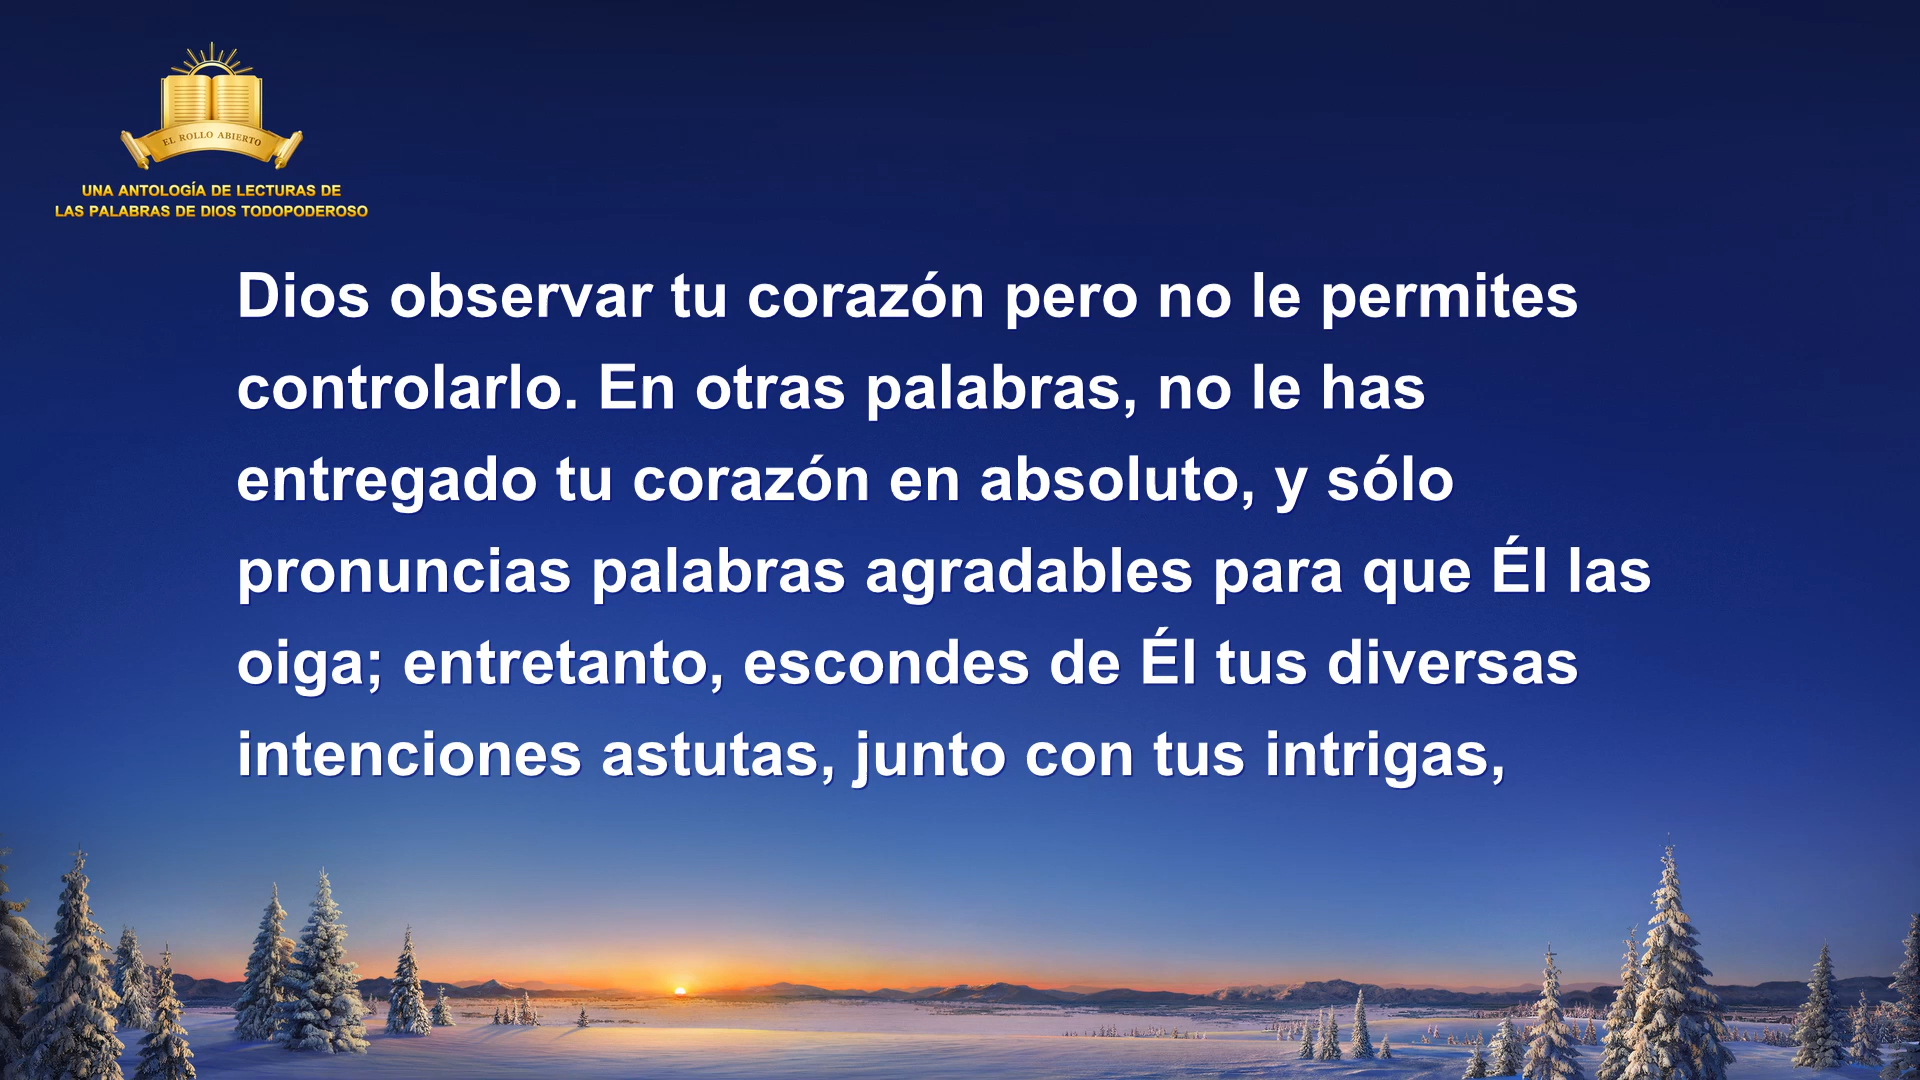 EL ROLLO ABIERTO
UNA ANTOLOGÍA DE LECTURAS DE
LAS PALABRAS DE DIOS TODOPODEROSO
Dios observar tu corazón pero no le permites
controlarlo. En otras palabras, no le has
entregado tu corazón en absoluto, y sólo
pronuncias palabras agradables para que Él las
oiga; entretanto, escondes de Él tus diversas
intenciones astutas, junto con tus intrigas,